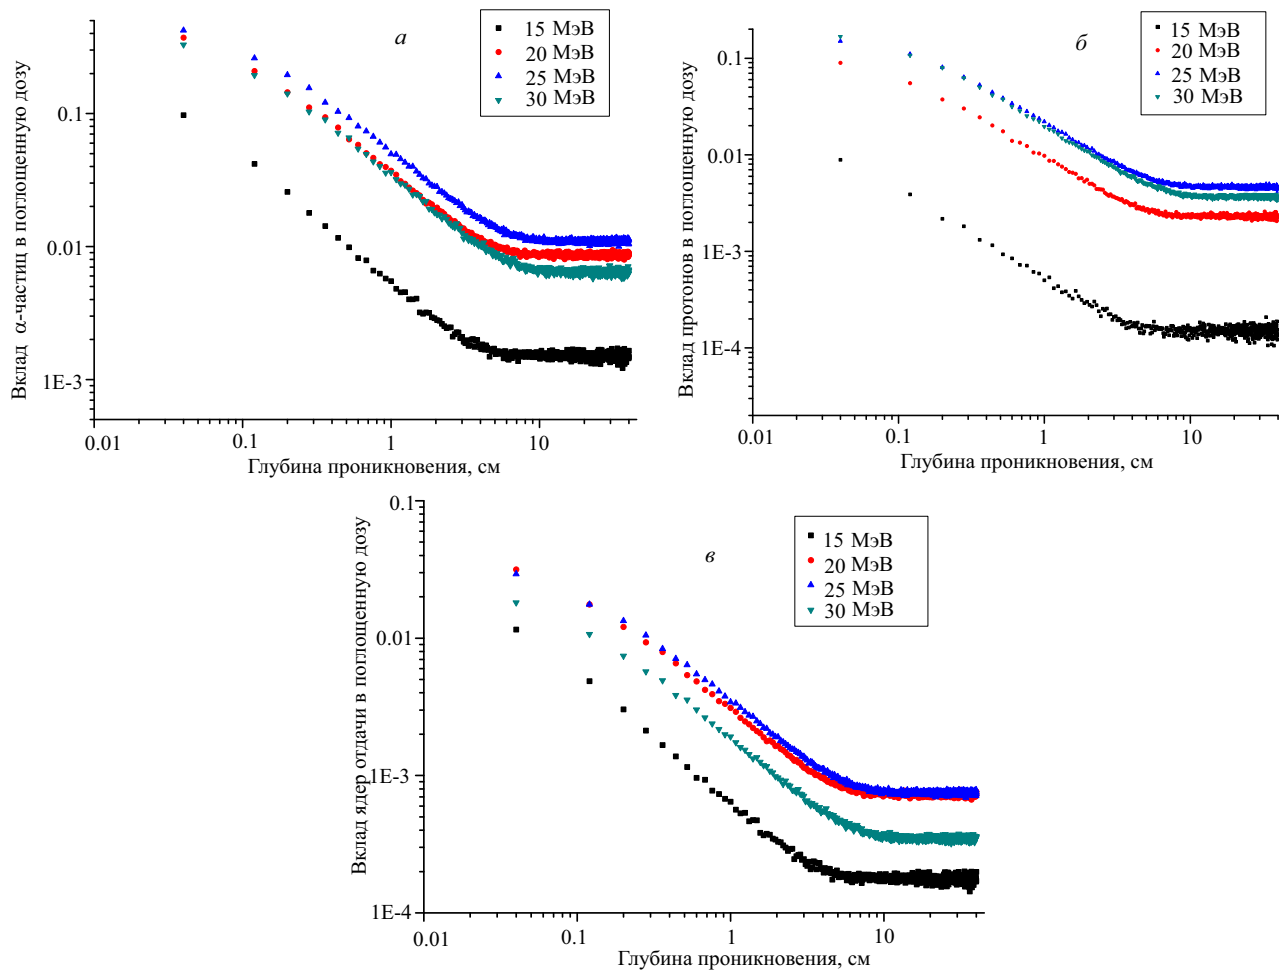 а
15 МэВ
20 МэВ
25 МэВ
30 МэВ
Вклад α-частиц в поглощенную дозу
0.1
0.01
1E-3
0.01
0.1
1
10
Глубина проникновения, см
б
15 МэВ
20 МэВ
25 МэВ
30 МэВ
Вклад протонов в поглощенную дозу
0.1
0.01
1E-3
1E-4
0.01
0.1
1
10
Глубина проникновения, см
в
15 МэВ
20 МэВ
25 МэВ
30 МэВ
Вклад ядер отдачи в поглощенную дозу
0.1
0.01
1E-3
1E-4
0.01
0.1
1
10
Глубина проникновения, см